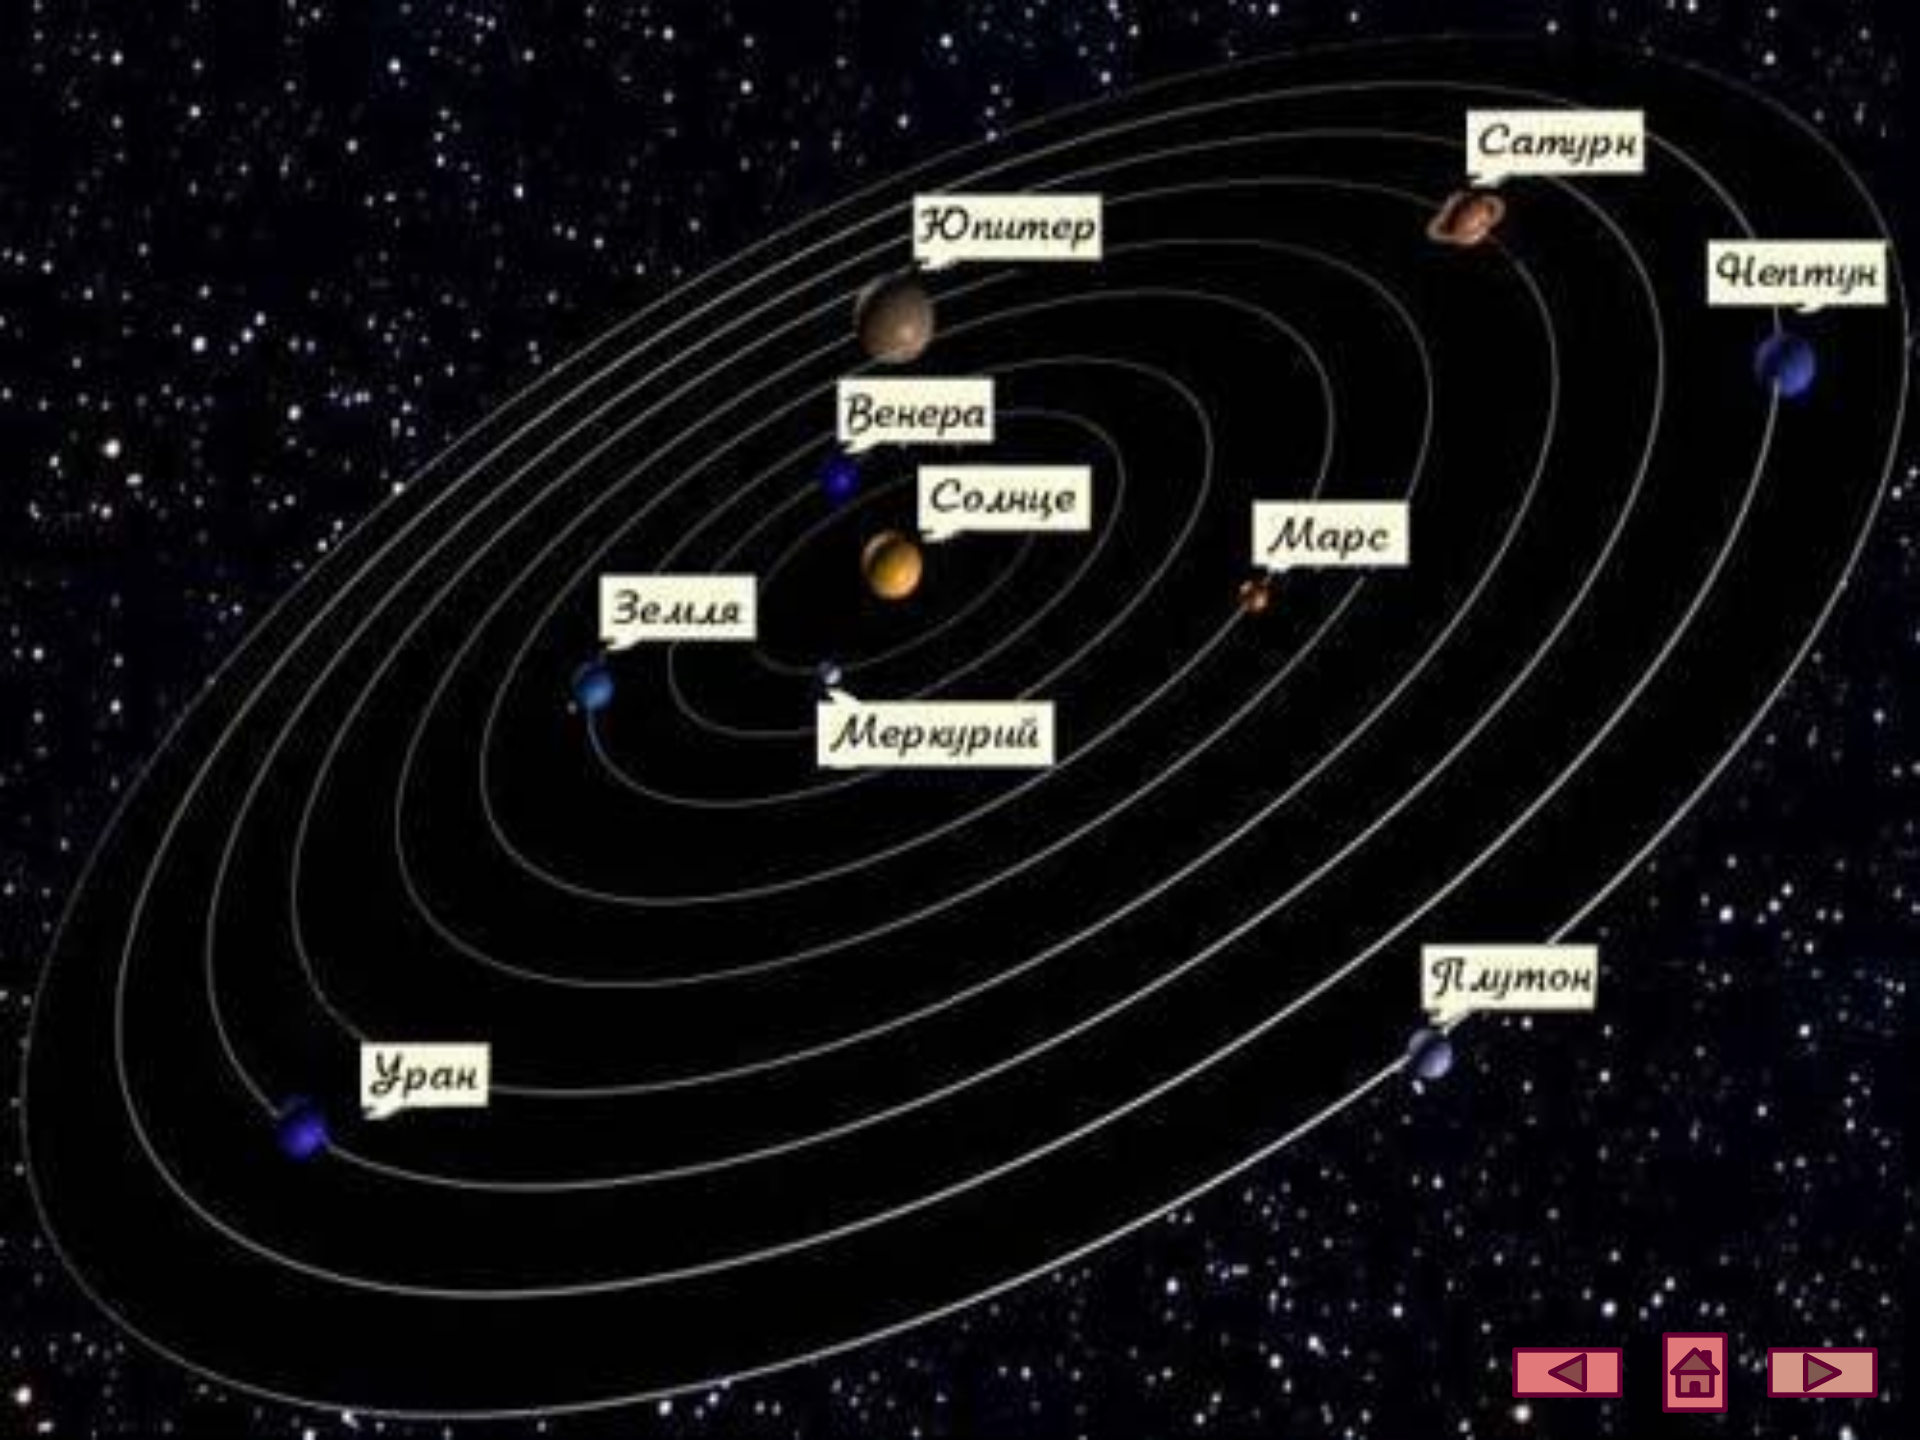 Сатурн
Юпитер
Нептун
Венера
Солнце
Марс
Земля
Меркурий
Плутон
Уран